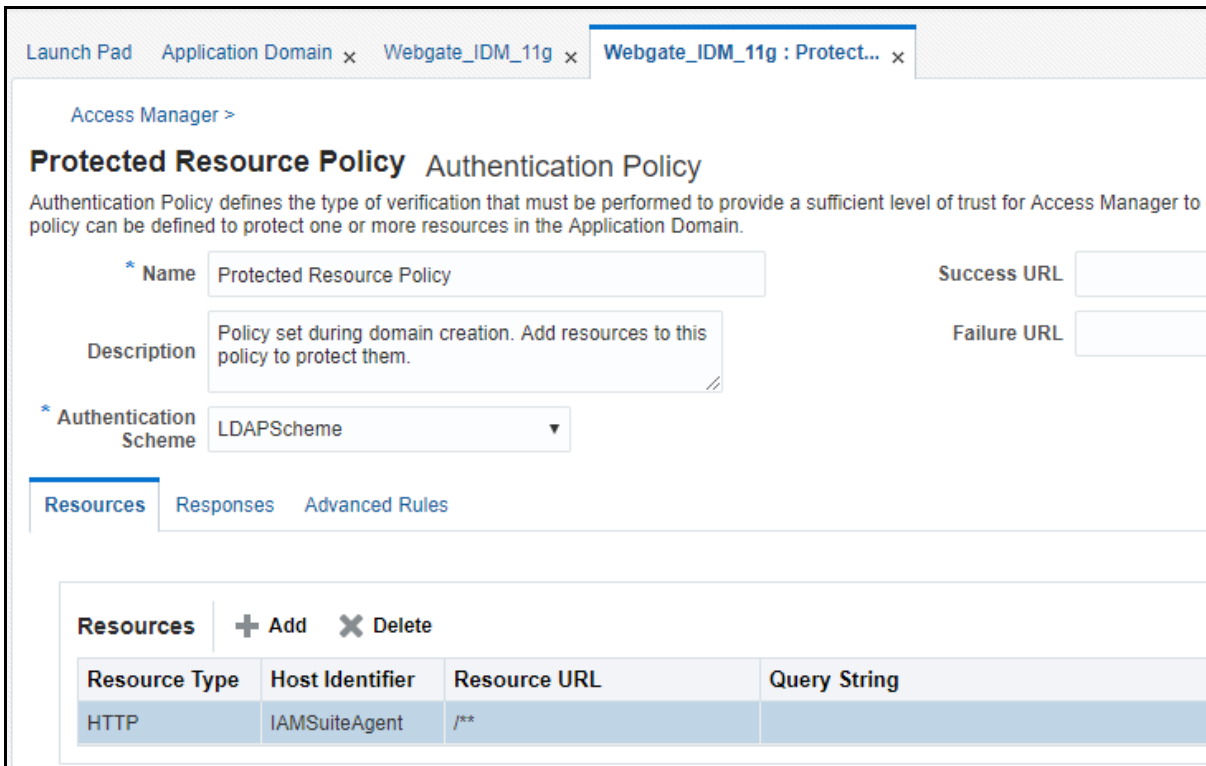 Launch Pad Application Domain x Webgate_IDM_11g x Webgate_IDM_11g : Protect... x
Access Manager >
Protected Resource Policy Authentication Policy
Authentication Policy defines the type of verification that must be performed to provide a sufficient level of trust for Access Manager to
policy can be defined to protect one or more resources in the Application Domain.
* Name Protected Resource Policy Success URL
Description Policy set during domain creation. Add resources to this
policy to protect them.
Failure URL
* Authentication
Scheme LDAPScheme
Resources Responses Advanced Rules
Resources Add Delete
Resource Type Host Identifier Resource URL Query String
HTTP IAMSuiteAgent /**